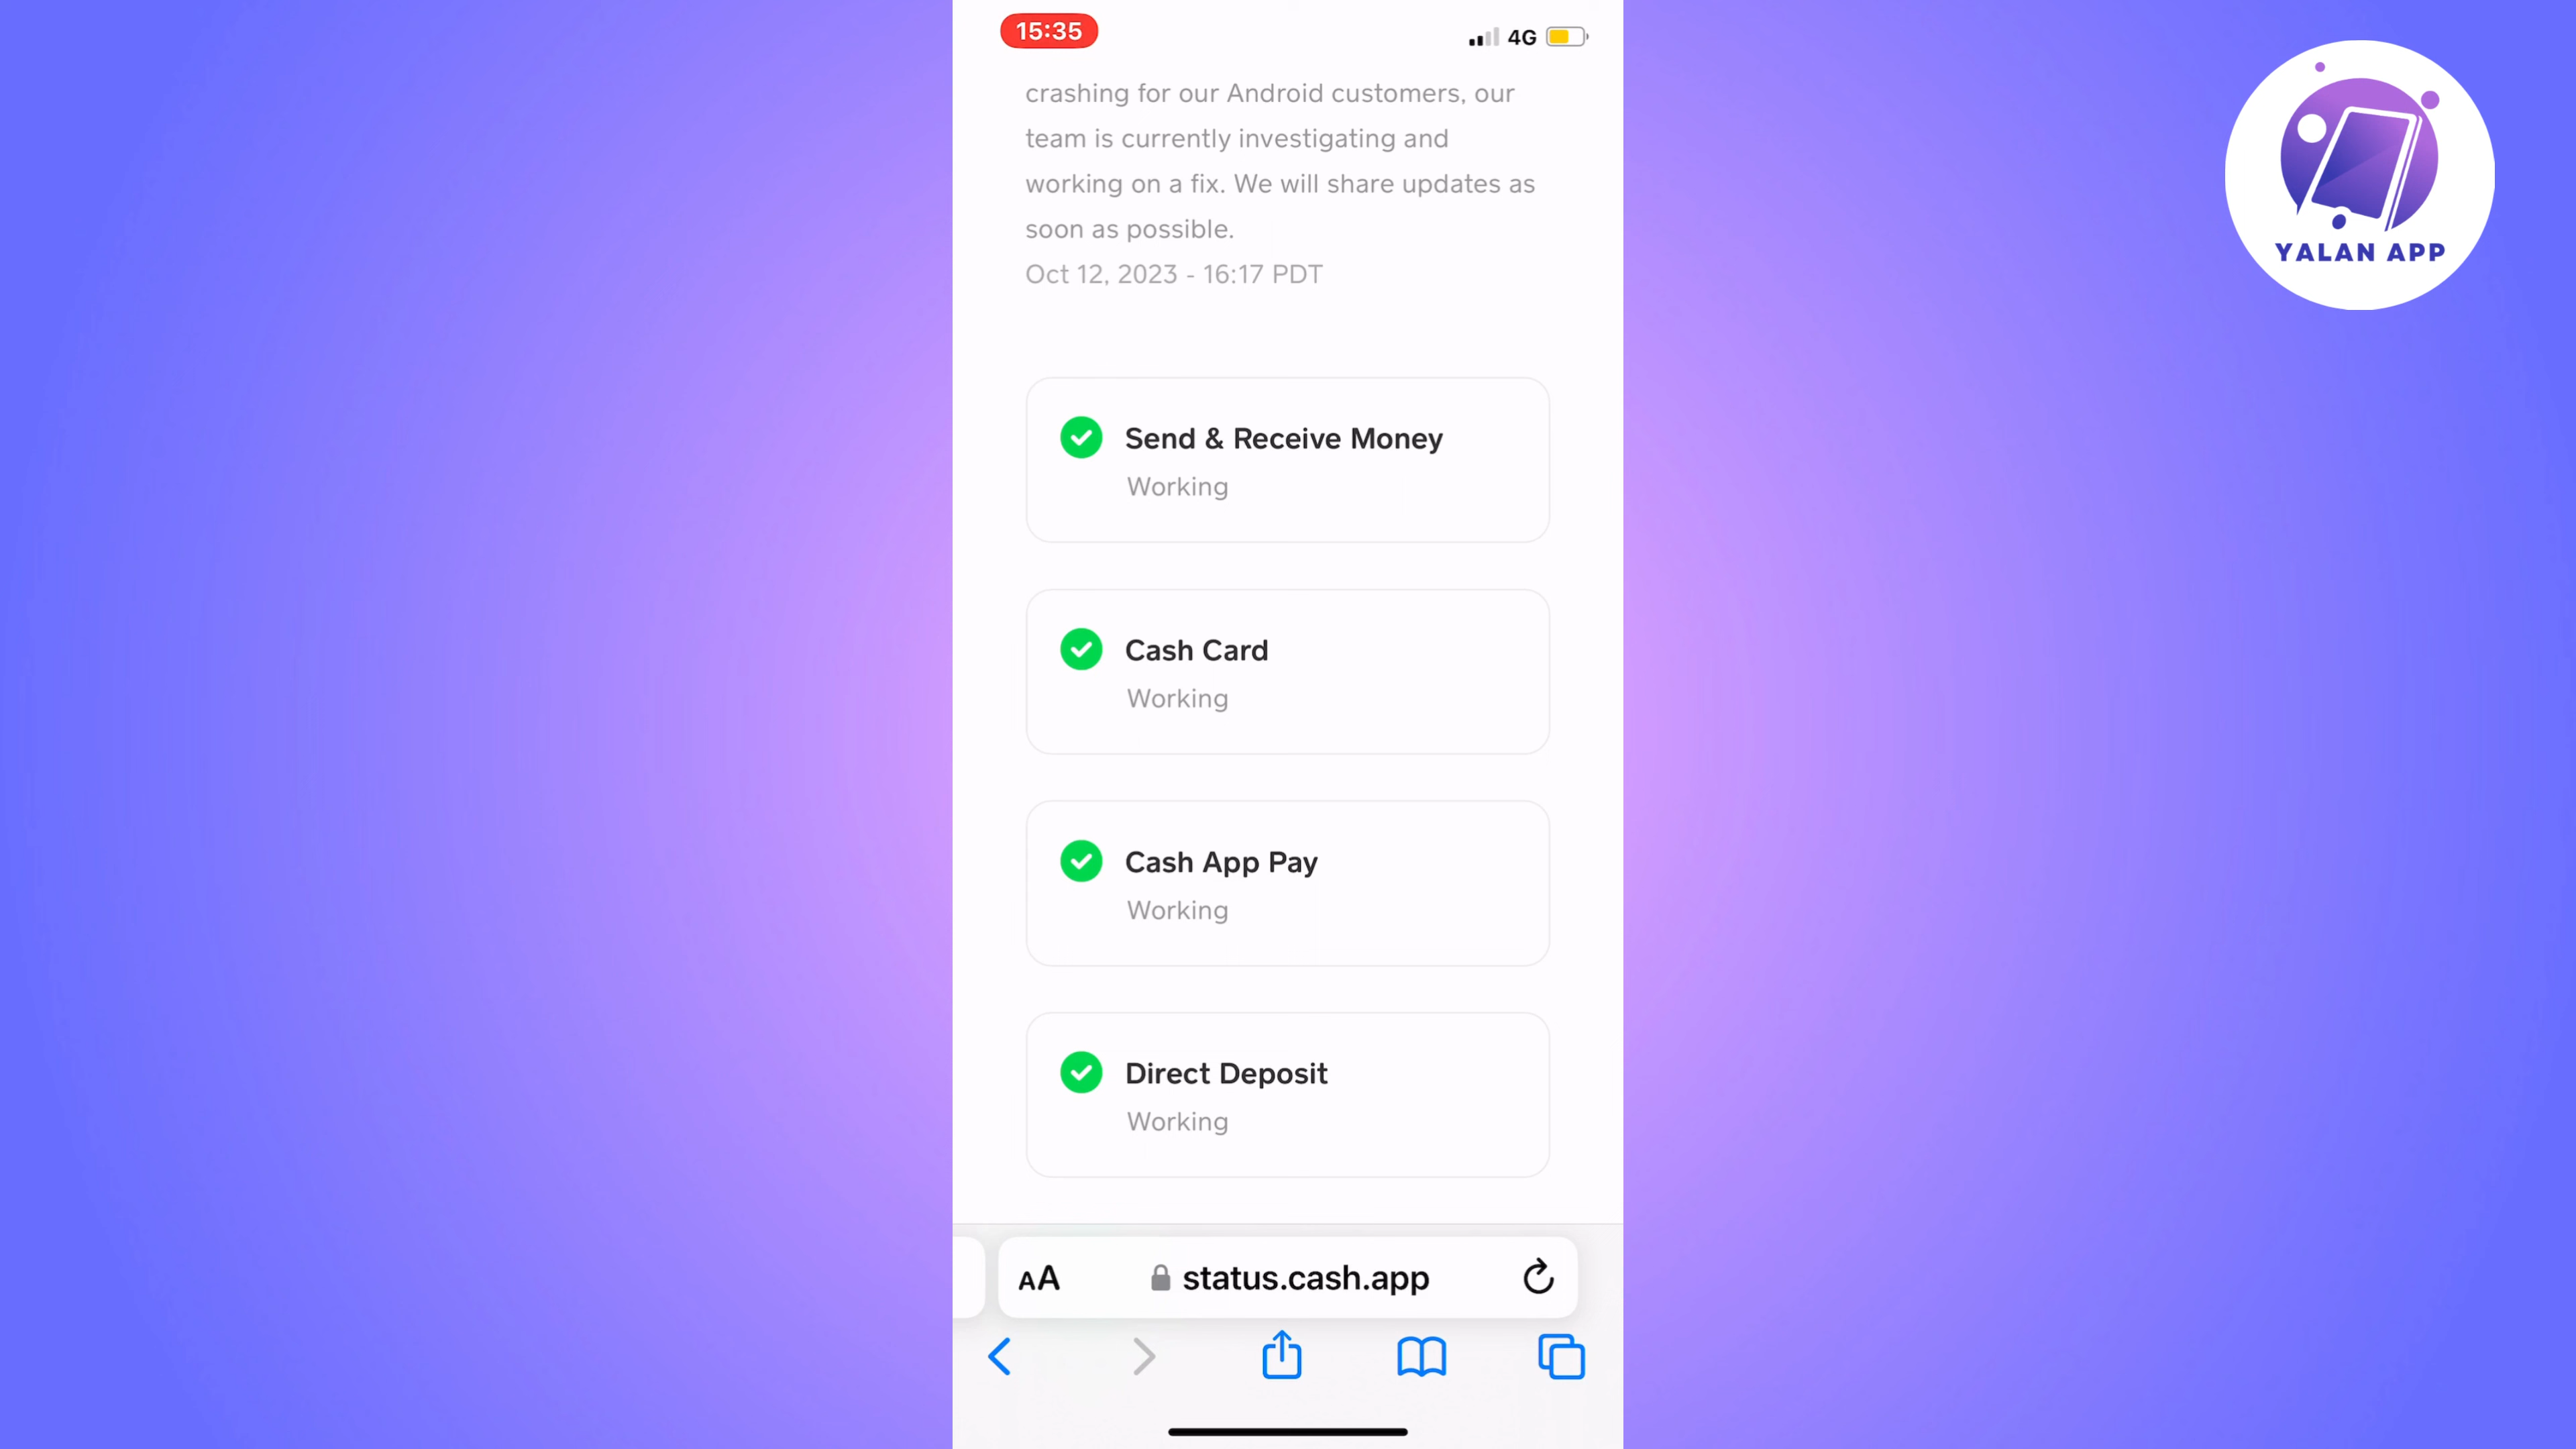 15:35
4G
crashing for our Android customers, our
team is currently investigating and
working on a fix. We will share updates as
soon as possible.
Oct 12, 2023 - 16:17 PDT
YALAN APP
Send & Receive Money
Working
Cash Card
Working
Cash App Pay
Working
Direct Deposit
Working
AA
status.cash.app